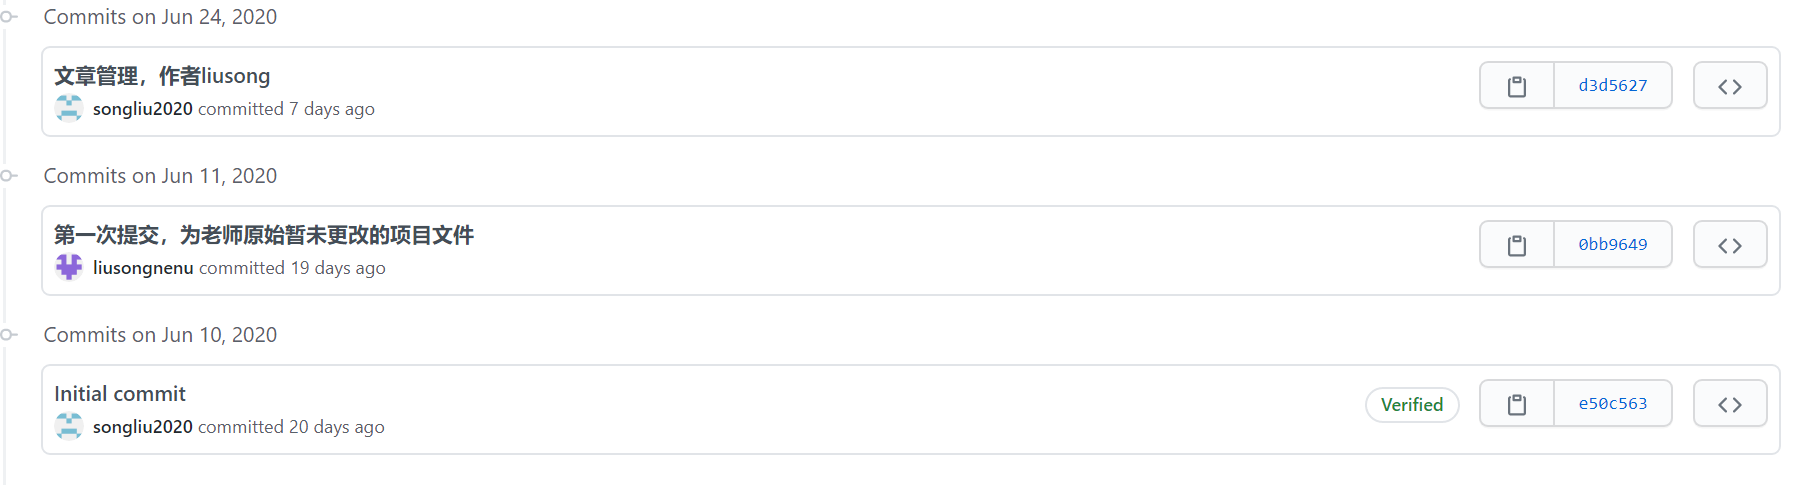 Commits on Jun 24, 2020
文章管理，作者liusong
songliu2020 committed 7 days ago
d3d5627
Commits on Jun 11, 2020
第一次提交，为老师原始暂未更改的项目文件
liusongnenu committed 19 days ago
0bb9649
Commits on Jun 10, 2020
Initial commit
songliu2020 committed 20 days ago
Verified
e50c563